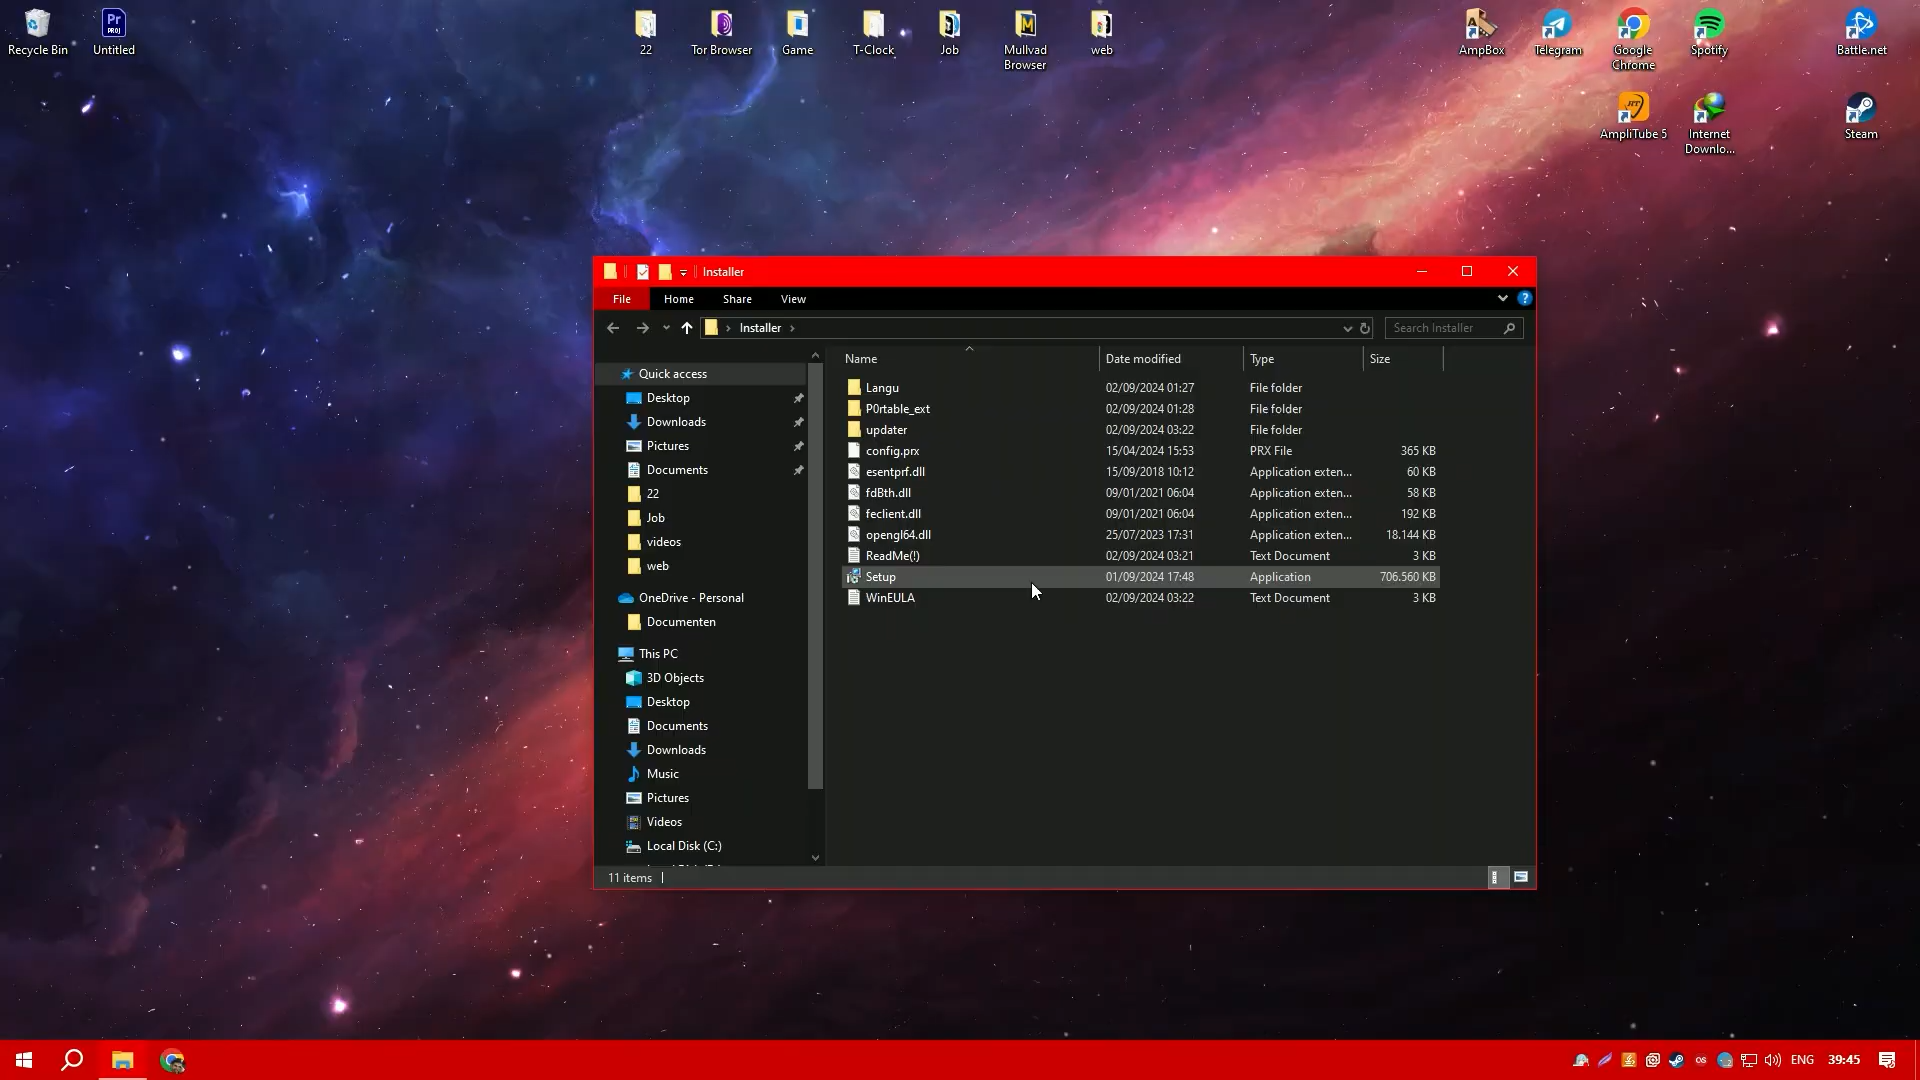 Recycle Bin
Untitled
22
Tor Browser
Game
T-Clock
Job
Mullvad
Browser
web
AmpBox
Telegram
Google
Chrome
Spotify
Battle.net
AmpliTube 5
Internet
Downlo...
Steam
Installer
File
Home
Share
View
Installer
Search Installer
Name
Date modified
Type
Size
Quick access
Desktop
Downloads
Pictures
Documents
22
Job
videos
web
OneDrive - Personal
Documenten
This PC
3D Objects
Desktop
Documents
Downloads
Music
Pictures
Videos
Local Disk (C:)
Langu 02/09/2024 01:27 File folder
P0rtable_ext 02/09/2024 01:28 File folder
updater 02/09/2024 03:22 File folder
config.prx 15/04/2024 15:53 PRX File 365 KB
esentprf.dll 15/09/2018 10:12 Application exten... 60 KB
fdBth.dll 09/01/2021 06:04 Application exten... 58 KB
feclient.dll 09/01/2021 06:04 Application exten... 192 KB
opengl64.dll 25/07/2023 17:31 Application exten... 18.144 KB
ReadMe(!) 02/09/2024 03:21 Text Document 3 KB
Setup 01/09/2024 17:48 Application 706.560 KB
WinEULA 02/09/2024 03:22 Text Document 3 KB
11 items
ENG
39:45